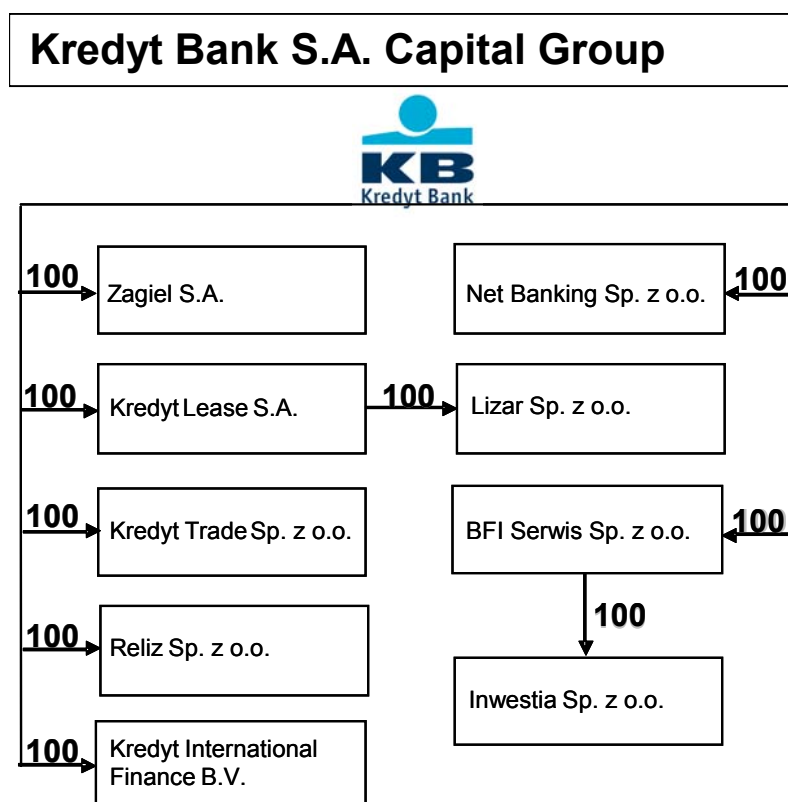 Kredyt Bank S.A. Capital Group
KB
Kredyt Bank
100
Zagiel S.A.
Net Banking Sp. z o.o.
100
100
Kredyt Lease S.A.
100
Lizar Sp. z o.o.
100
Kredyt Trade Sp. z o.o.
BFI Serwis Sp. z o.o.
100
100
100
Reliz Sp. z o.o.
Inwestia Sp. z o.o.
100
Kredyt International
Finance B.V.